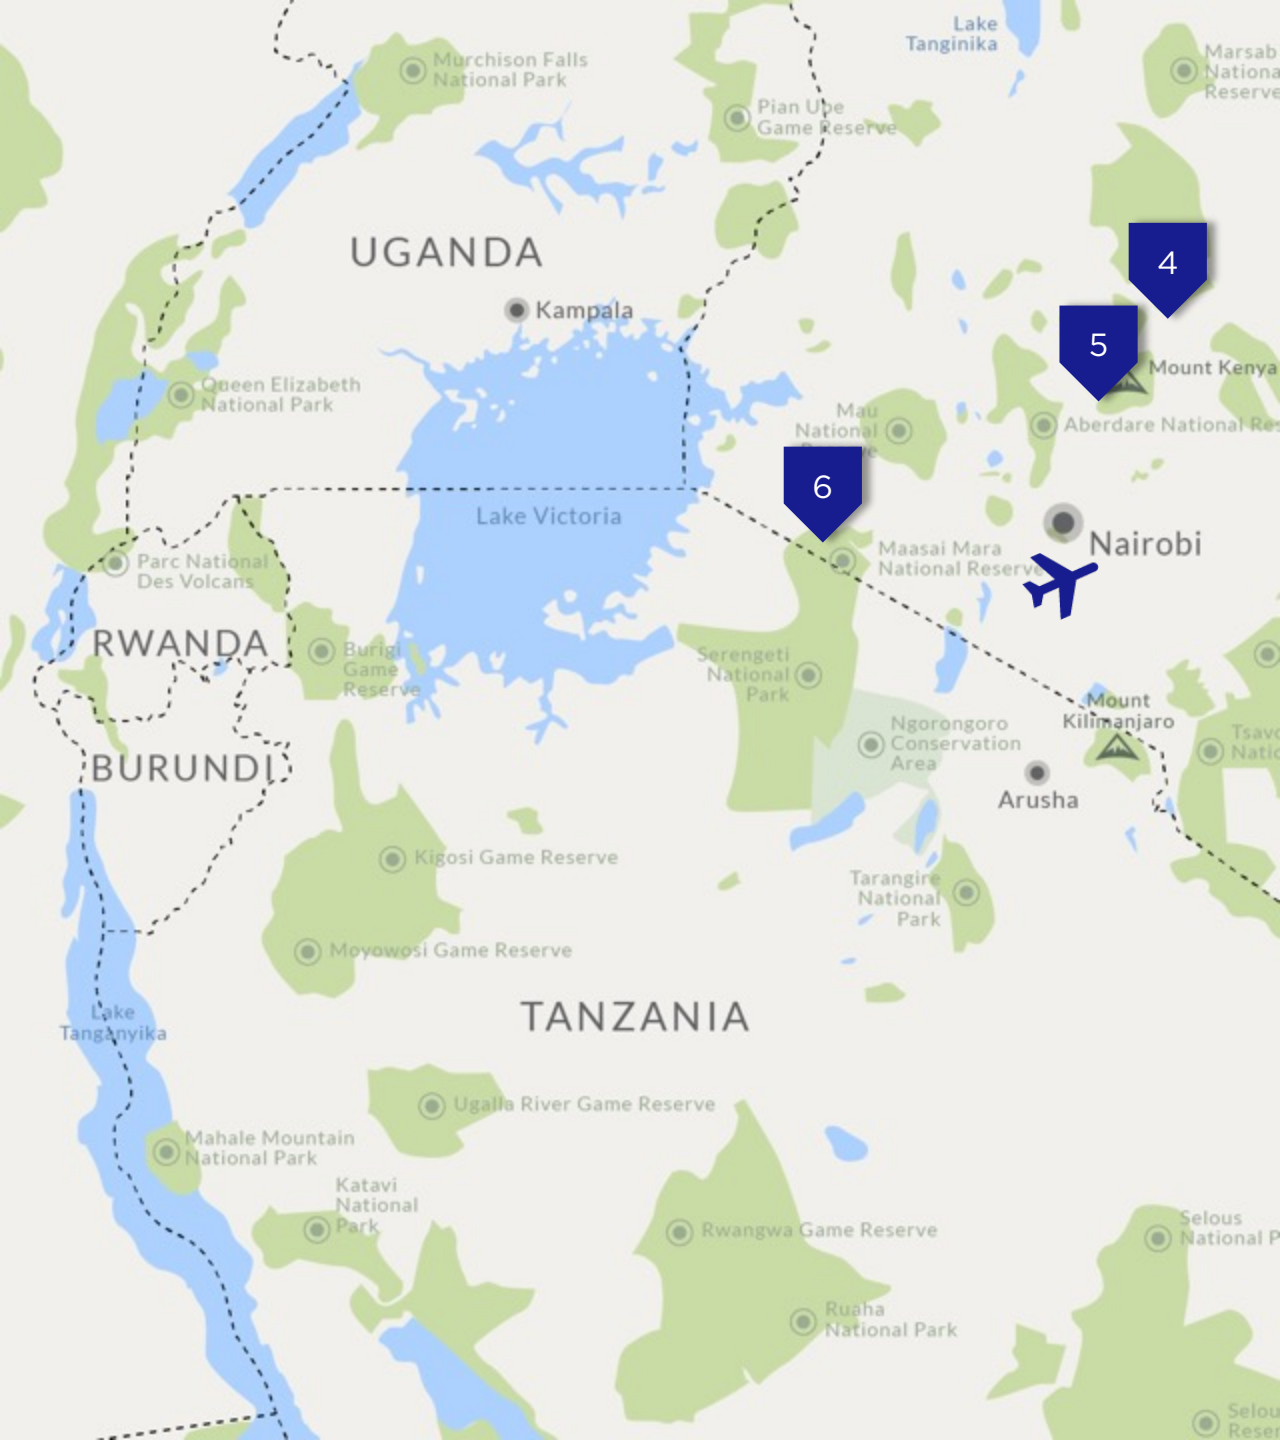 Lake
Tanginika
Murchison Falls
National Park
Marsab
Nationa
Reserve
Pian Upe
Game Reserve
UGANDA
4
Kampala
5
Mount Kenya
Queen Elizabeth
National Park
Mau
National
Aberdare National Res
6
Lake Victoria
Nairobi
Parc National
Des Volcans
Maasai Mara
National Reserve
RWANDA
Burigi
Game
Reserve
Serengeti
National
Park
Mount
Kilimanjaro
Ngorongoro
Conservation
Area
Tsavo
Natio
BURUNDI
Arusha
Kigosi Game Reserve
Tarangire
National
Park
Moyowosi Game Reserve
TANZANIA
Lake
Tanganyika
Ugalla River Game Reserve
Mahale Mountain
National Park
Katavi
National
Park
Rwangwa Game Reserve
Selous
National P
Ruaha
National Park
Selou
Reser